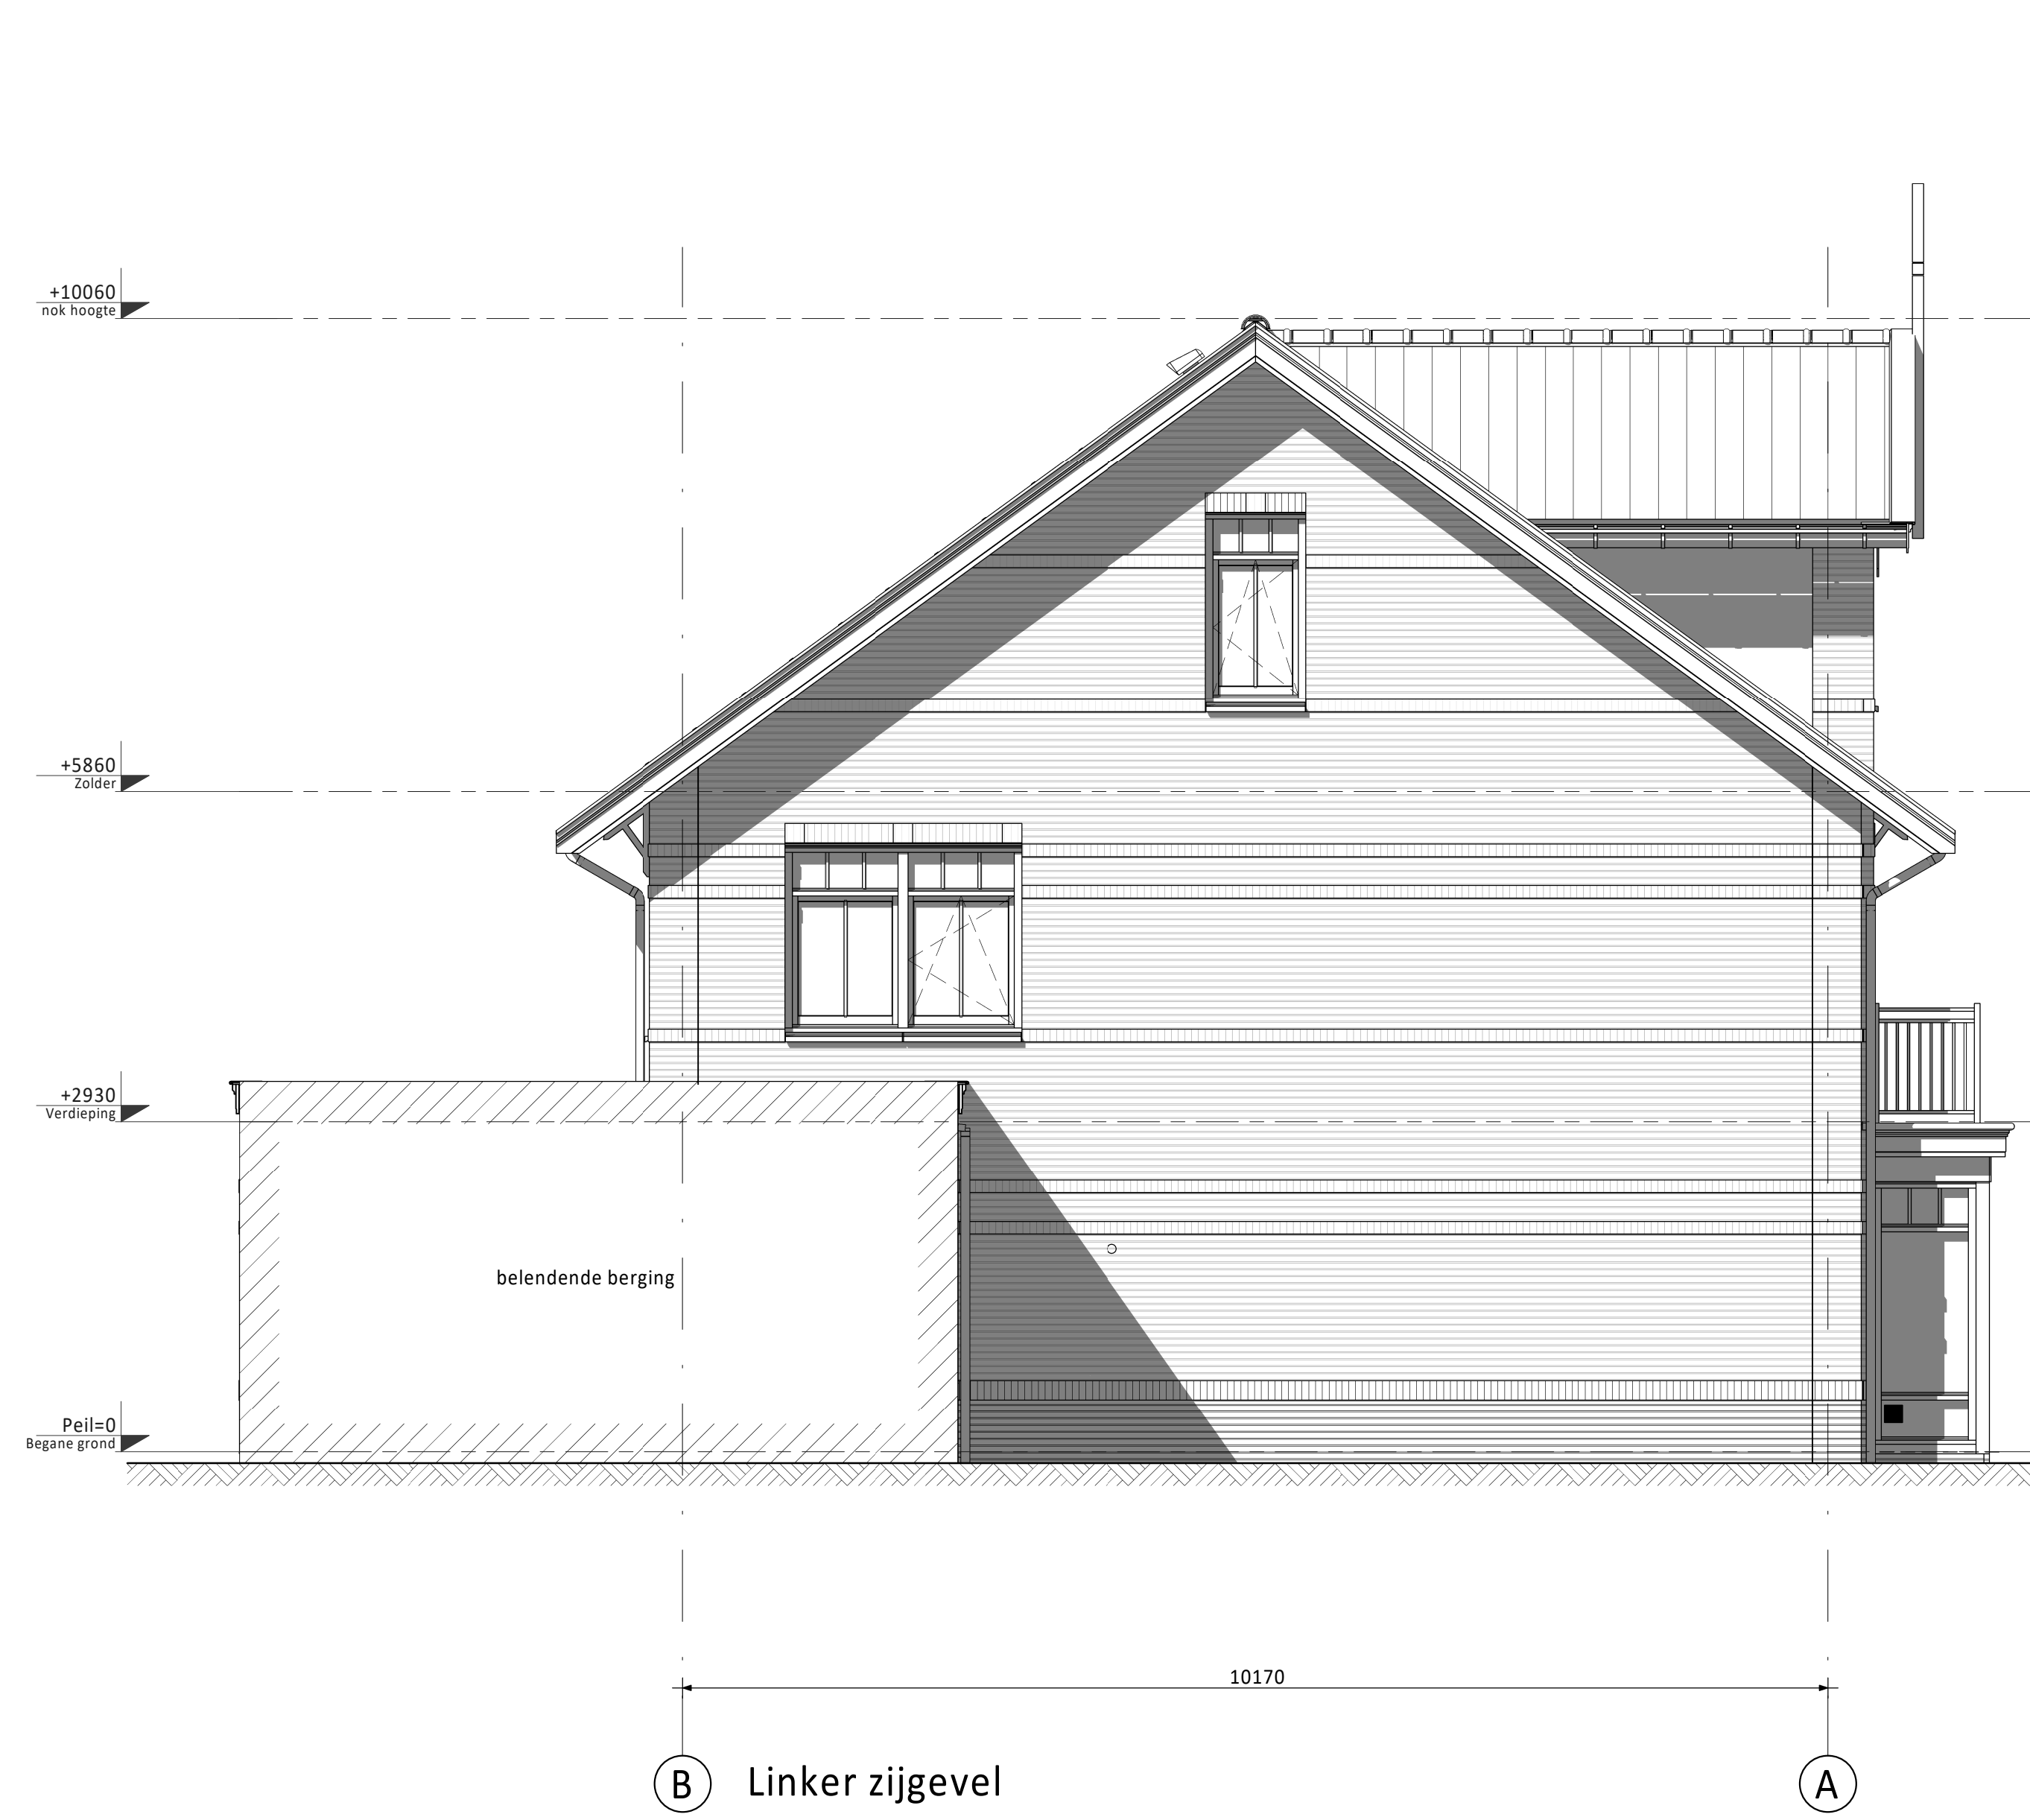 +10060
nok hoogte
+5860
Zolder
+2930
Verdieping
belendende berging
Peil=0
Begane grond
10170
B
Linker zijgevel
A